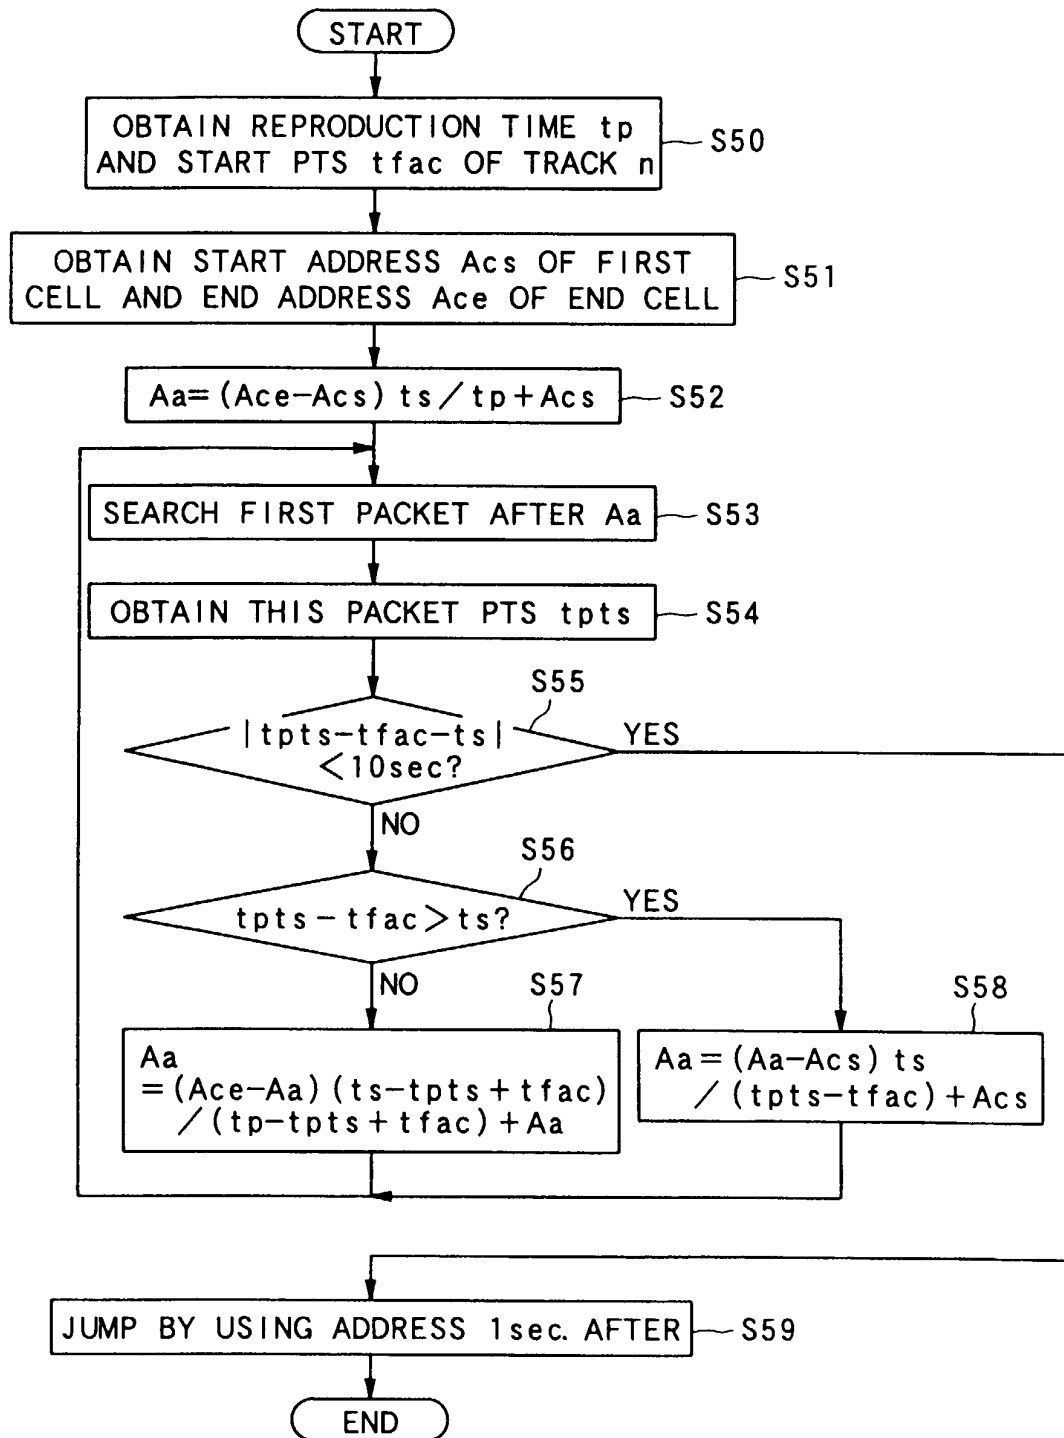 START
OBTAIN REPRODUCTION TIME tp
AND START PTS tfac OF TRACK n
S50
OBTAIN START ADDRESS Acs OF FIRST
CELL AND END ADDRESS Ace OF END CELL
S51
Aa=(Ace-Acs) ts/tp+Acs
S52
SEARCH FIRST PACKET AFTER Aa
S53
OBTAIN THIS PACKET PTS tpts
S54
S55
|tpts-tfac-ts|
<10sec?
YES
NO
S56
tpts-tfac>ts?
YES
NO
S57
Aa
=(Ace-Aa) (ts-tpts+tfac)
/(tp-tpts+tfac)+Aa
S58
Aa=(Aa-Acs) ts
/(tpts-tfac)+Acs
JUMP BY USING ADDRESS 1sec. AFTER
S59
END